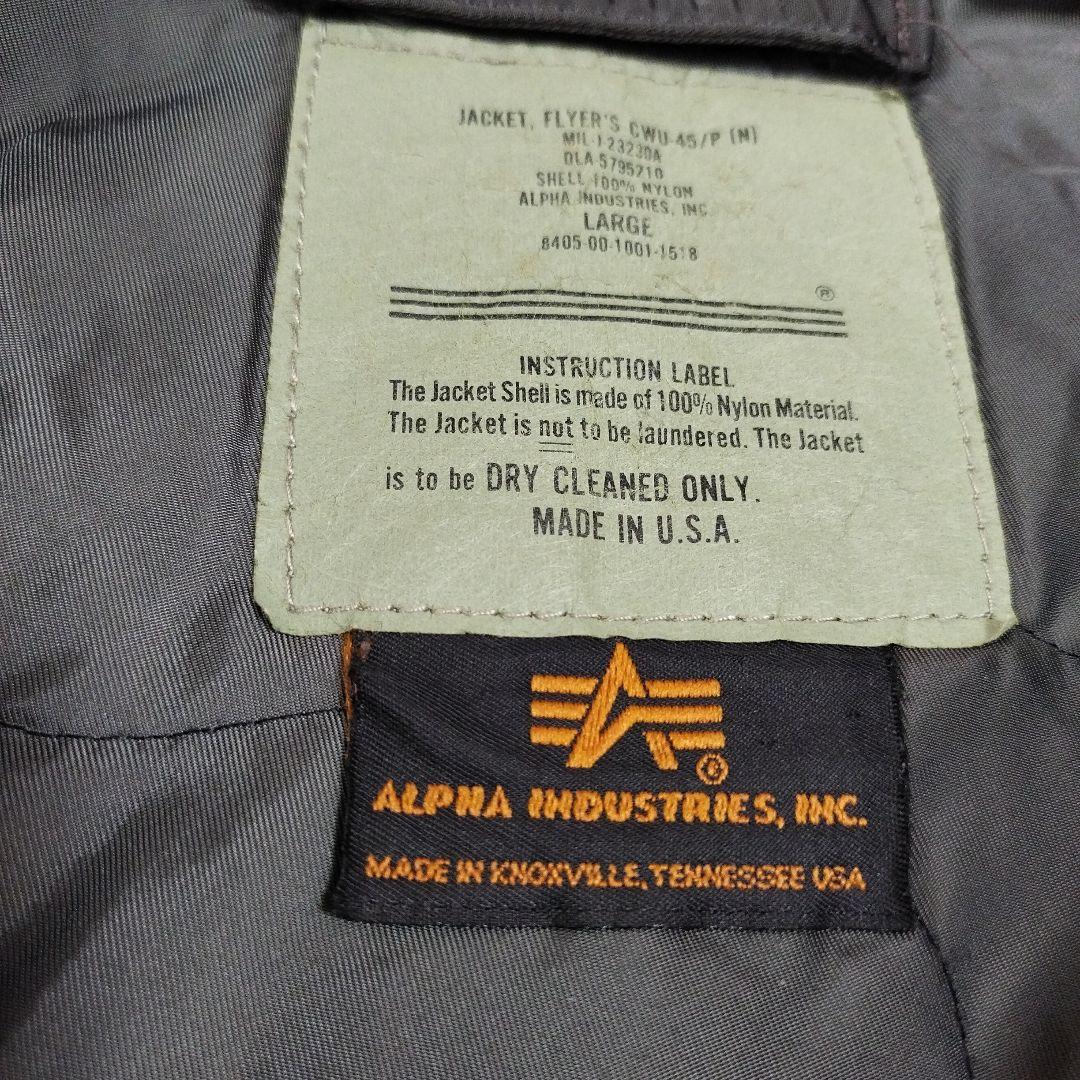 JACKET, FLYER'S CWU-45/P (N)
MIL-J-23230A
DLA-5795210
SHELL 100% NYLON
ALPHA INDUSTRIES, INC.
LARGE
8405-00-1001-1518
®
INSTRUCTION LABEL
The Jacket Shell is made of 100% Nylon Material.
The Jacket is not to be laundered. The Jacket
is to be DRY CLEANED ONLY.
MADE IN U.S.A.
®
ALPHA INDUSTRIES, INC.
MADE IN KNOXVILLE, TENNESSEE USA